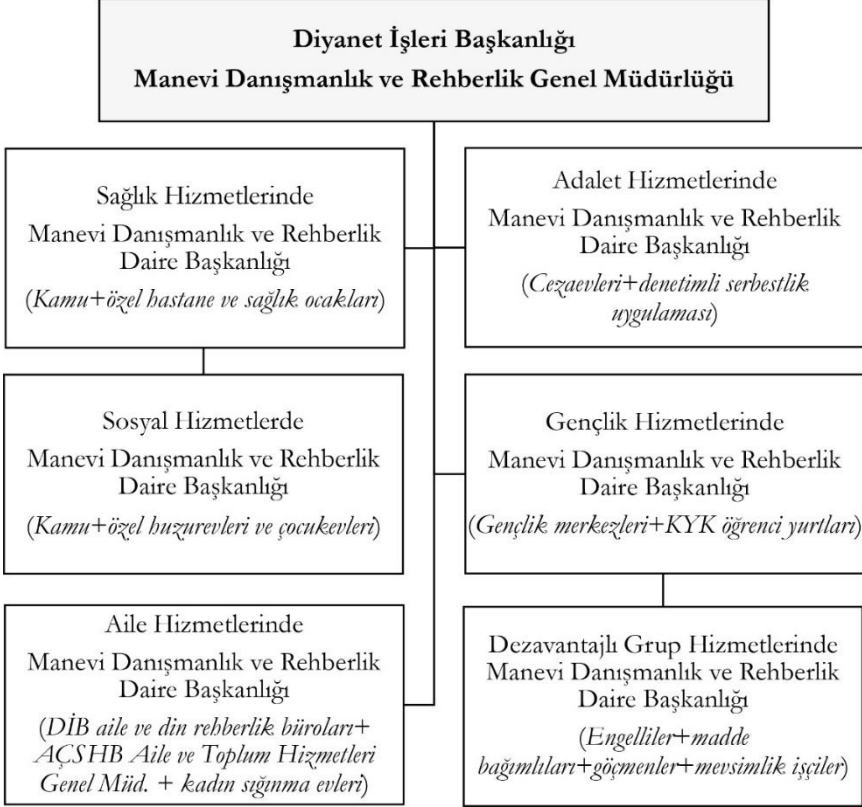 Diyanet İşleri Başkanlığı
Manevi Danışmanlık ve Rehberlik Genel Müdürlüğü
Sağlık Hizmetlerinde
Manevi Danışmanlık ve Rehberlik
Daire Başkanlığı
(Kamu+özel hastane ve sağlık ocakları)
Adalet Hizmetlerinde
Manevi Danışmanlık ve Rehberlik
Daire Başkanlığı
(Cezaevleri+denetimli serbestlik
uygulaması)
Sosyal Hizmetlerde
Manevi Danışmanlık ve Rehberlik
Daire Başkanlığı
(Kamu+özel huzurevleri ve çocukevleri)
Gençlik Hizmetlerinde
Manevi Danışmanlık ve Rehberlik
Daire Başkanlığı
(Gençlik merkezleri+KYK öğrenci yurtları)
Aile Hizmetlerinde
Manevi Danışmanlık ve Rehberlik
Daire Başkanlığı
(DİB aile ve din rehberlik büroları+
AÇSHB Aile ve Toplum Hizmetleri
Genel Müd. + kadın sığınma evleri)
Dezavantajlı Grup Hizmetlerinde
Manevi Danışmanlık ve Rehberlik
Daire Başkanlığı
(Engelliler+madde
bağımlıları+göçmenler+mevsimlik işçiler)